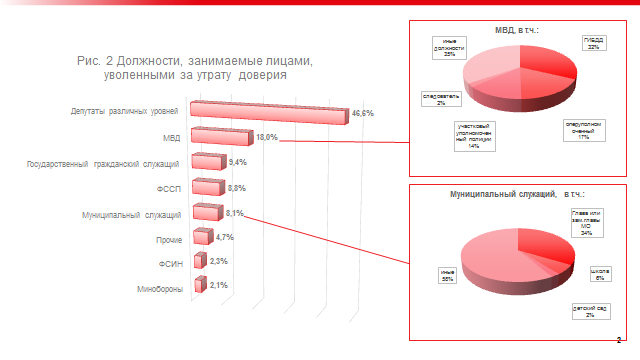 Рис. 2 Должности, занимаемые лицами,
уволенными за утрату доверия
Депутаты различных уровней
46,6%
МВД
18,0%
Государственный гражданский служащий
9,4%
ФССП
8,8%
Муниципальный служащий
8,1%
Прочие
4,7%
ФСИН
2,3%
Минобороны
2,1%
МВД, в т.ч.:
иные
должности
ГИБДД
следователь
2%
участковый
уполномочен
ный полиции
14%
оперуполном
оченный
17%
Муниципальный служащий, в т.ч.:
Глава или
зам.главы
МО
34%
иные
школа
6%
детский сад
2%
2